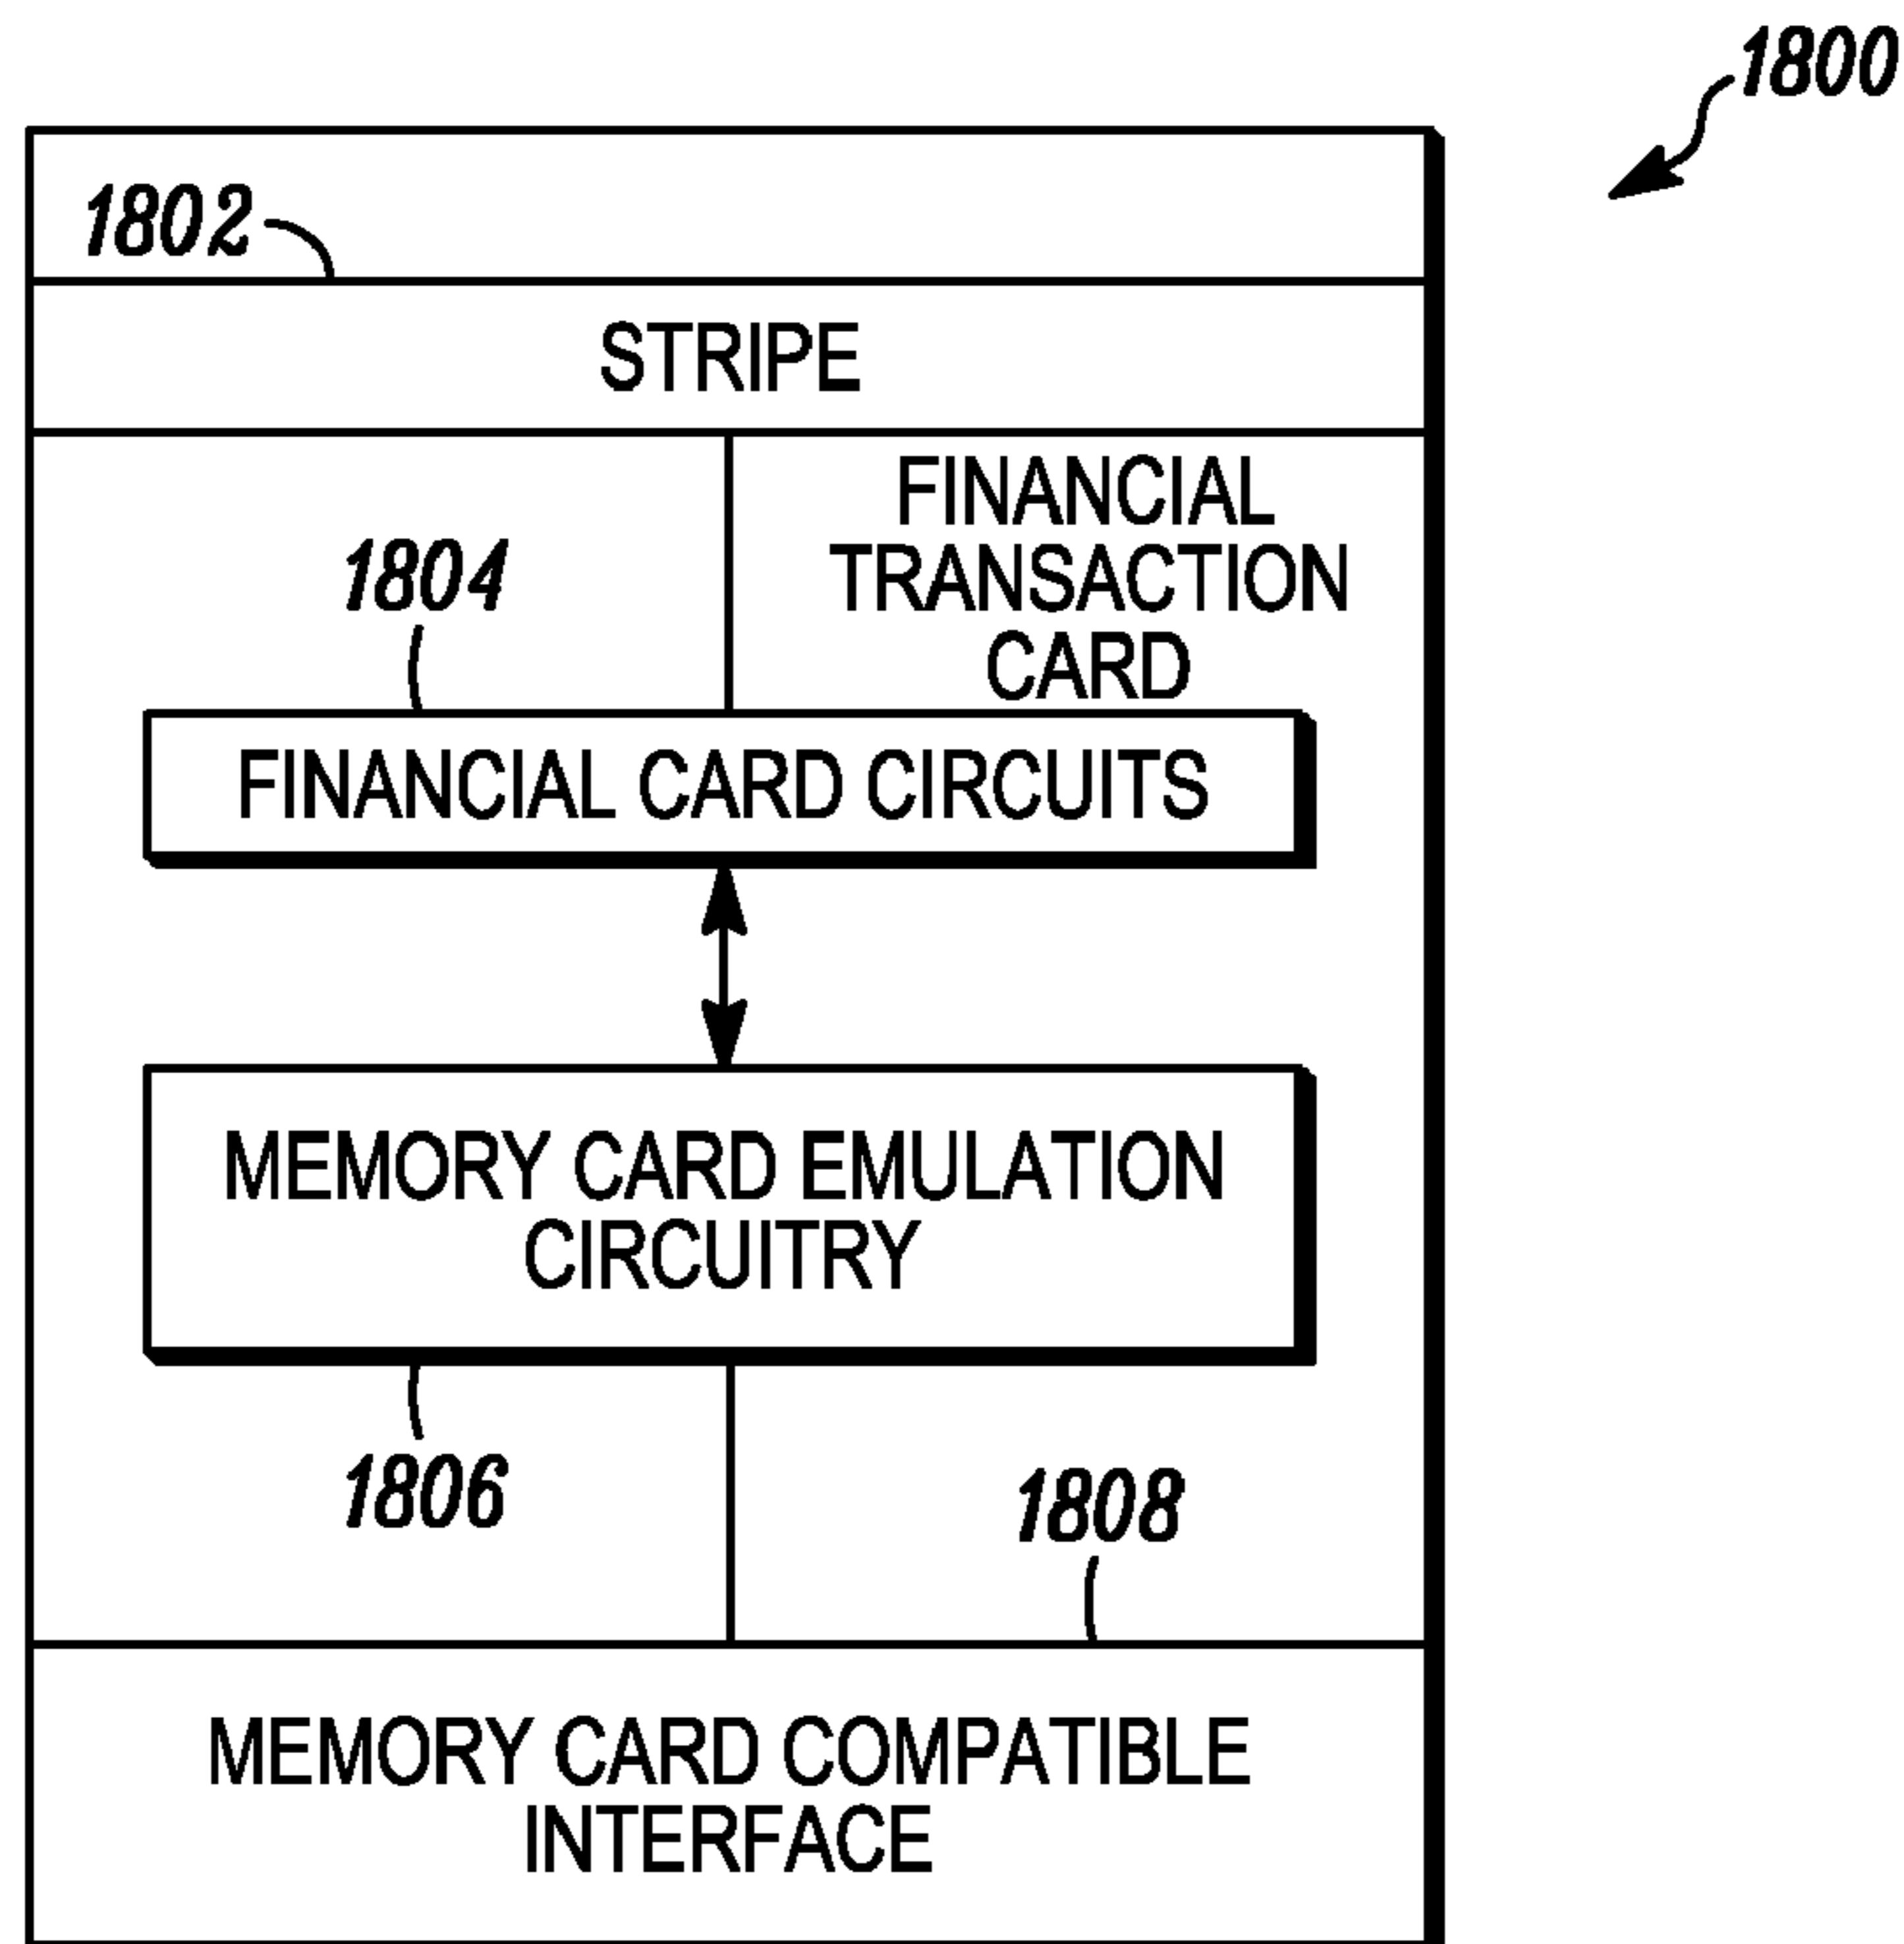 1800
1802
STRIPE
FINANCIAL
TRANSACTION
CARD
1804
FINANCIAL CARD CIRCUITS
MEMORY CARD EMULATION
CIRCUITRY
1806
1808
MEMORY CARD COMPATIBLE
INTERFACE